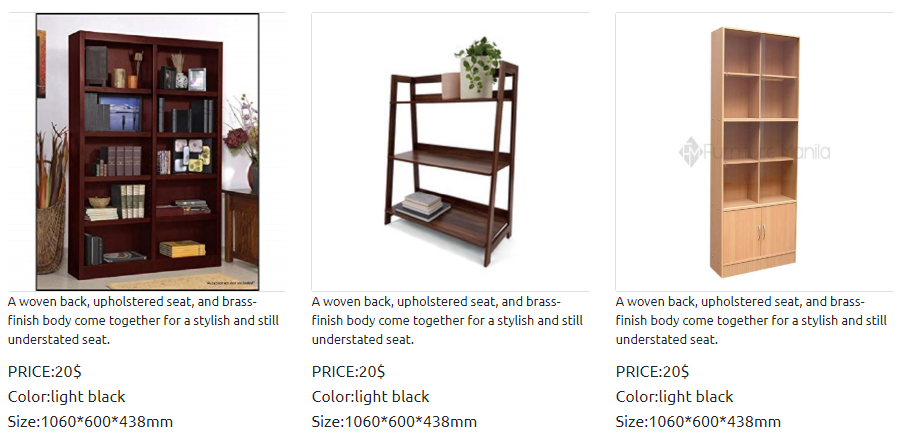 A woven back, upholstered seat, and brass-
finish body come together for a stylish and still
understated seat.
PRICE:20$
Color:light black
Size:1060*600*438mm
A woven back, upholstered seat, and brass-
finish body come together for a stylish and still
understated seat.
PRICE:20$
Color:light black
Size:1060*600*438mm
A woven back, upholstered seat, and brass-
finish body come together for a stylish and still
understated seat.
PRICE:20$
Color:light black
Size:1060*600*438mm